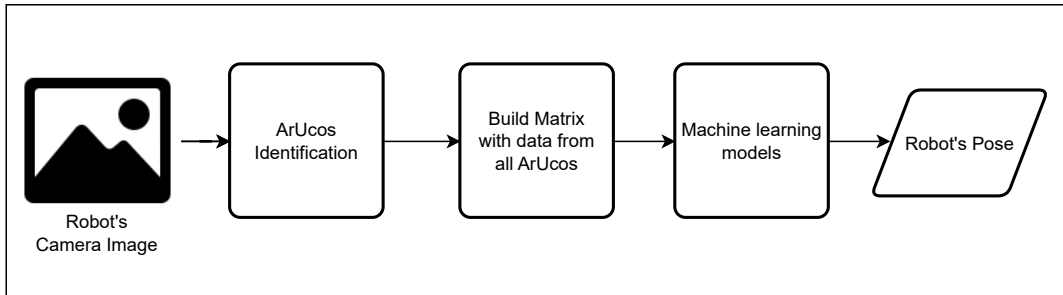 Robot's
Camera Image
ArUcos
Identification
Build Matrix
with data from
all ArUcos
Machine learning
models
Robot's Pose